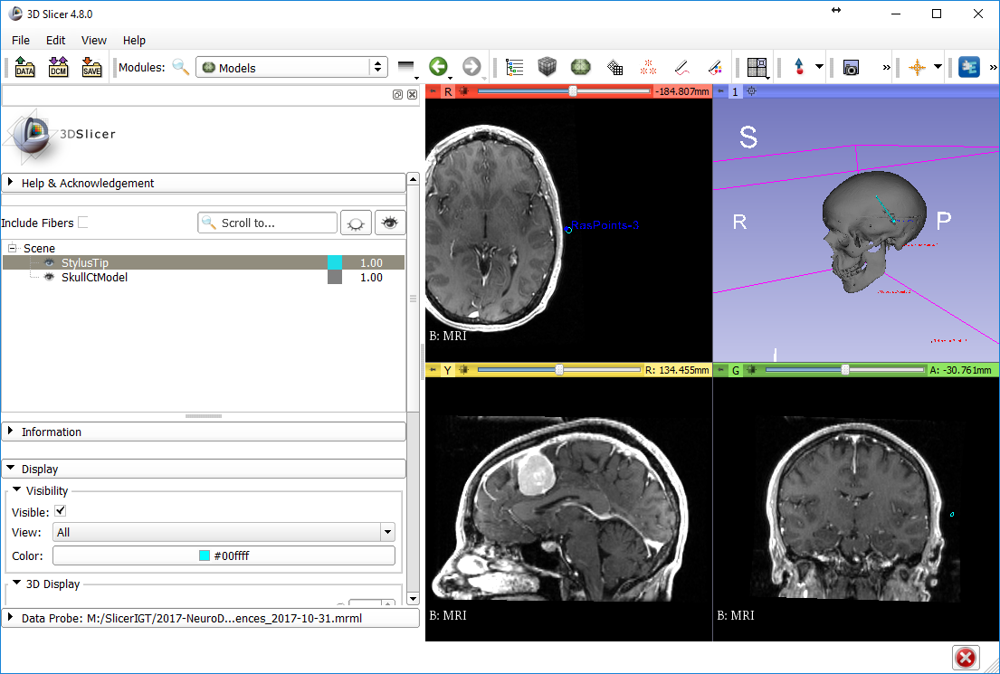 3D Slicer 4.8.0
File Edit View Help
DATA DCM SAVE Modules: Models
R -184.807mm
1
3DSlicer
Help & Acknowledgement
Include Fibers Scroll to...
Scene
StylusTip 1.00
SkullCtModel 1.00
Information
Display
Visibility
Visible:
View: All
Color: #00ffff
3D Display
Data Probe: M:/SlicerIGT/2017-NeuroD...ences_2017-10-31.mrml
RasPoints-3
B: MRI
S
R
P
Y R: 134.455mm
B: MRI
G A: -30.761mm
B: MRI